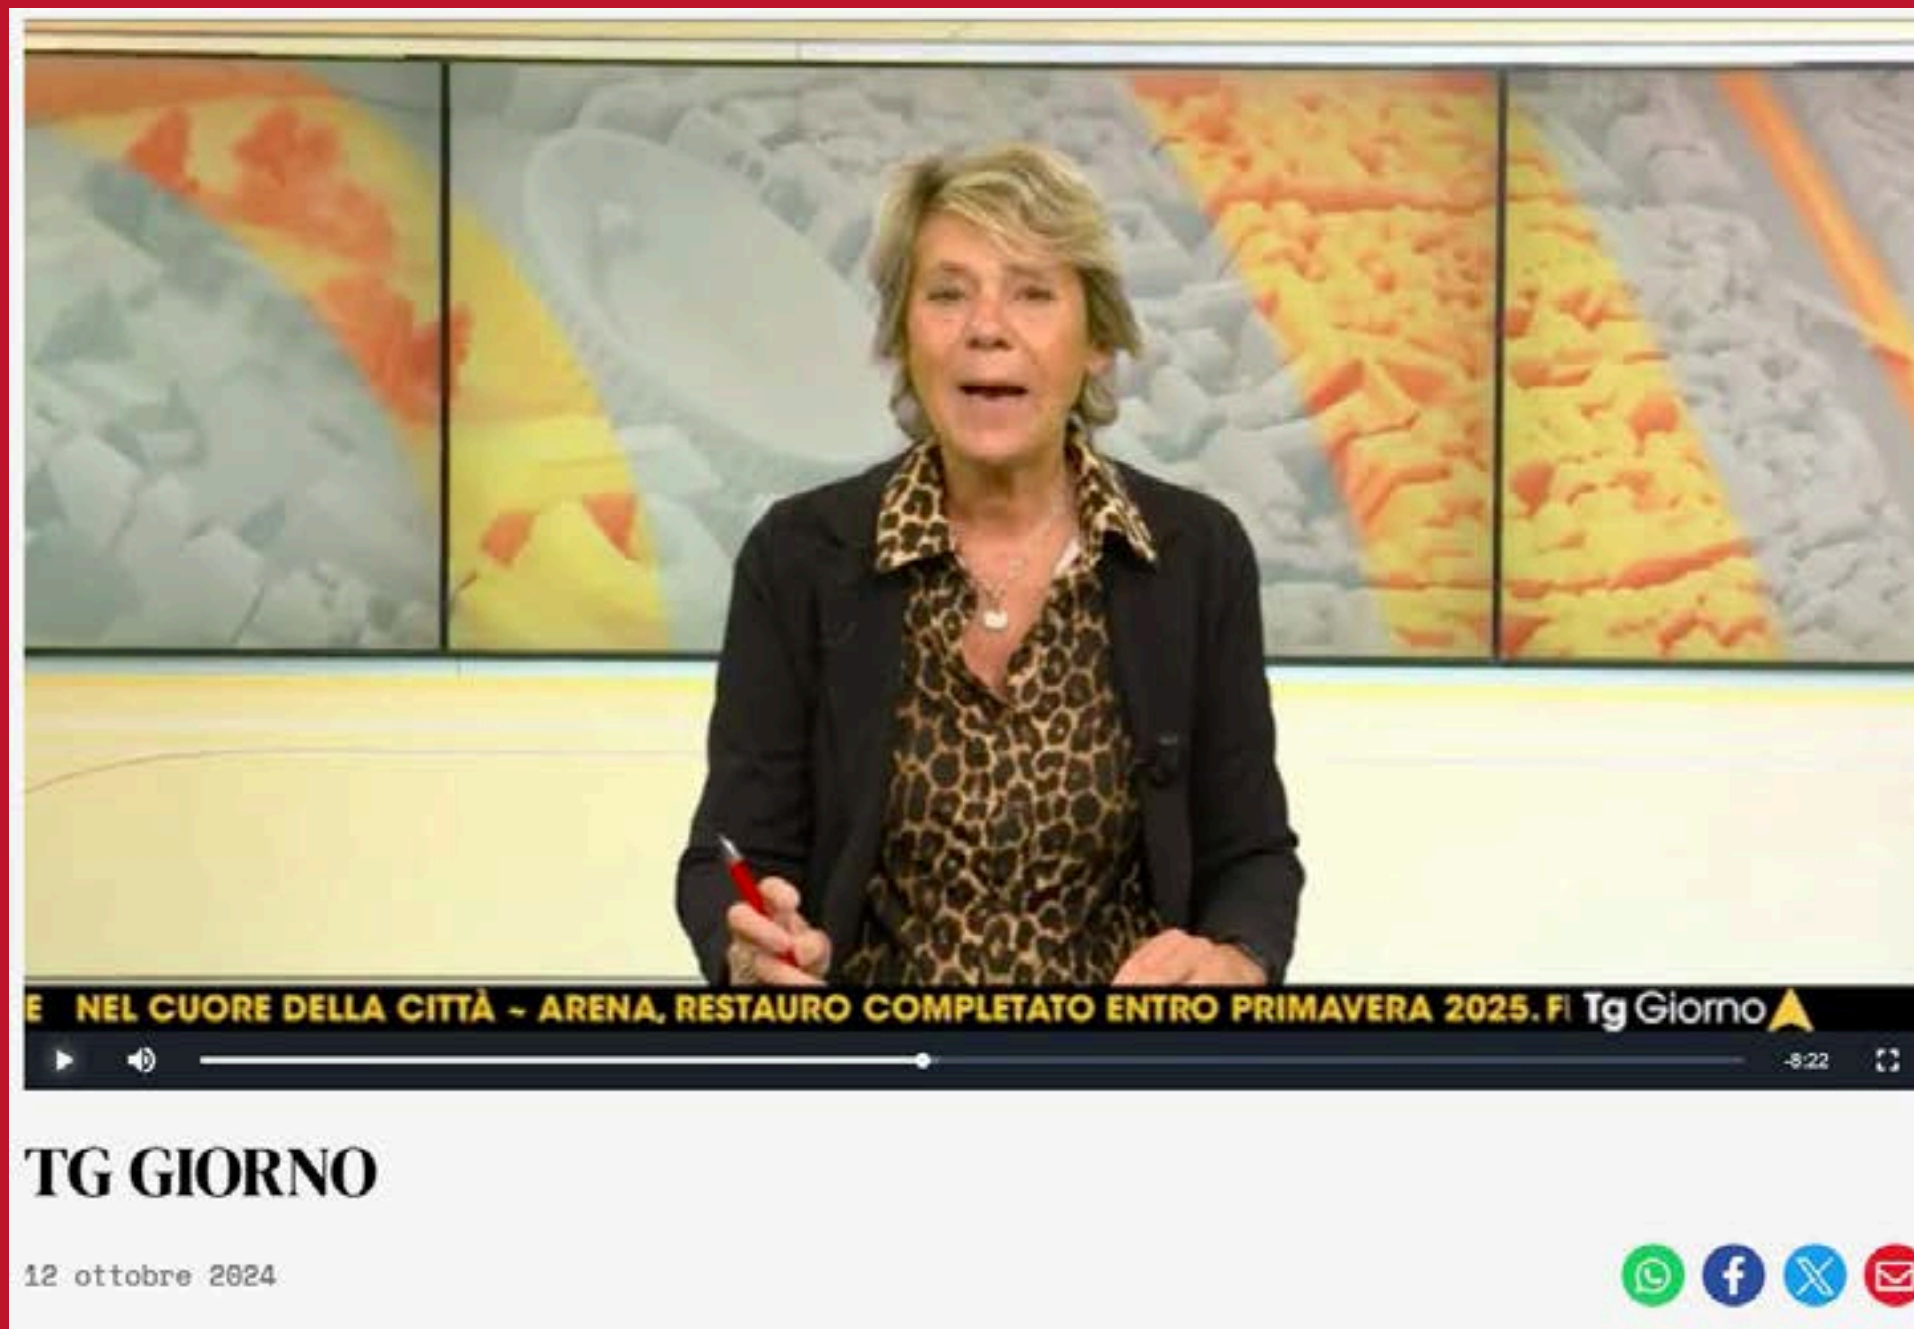 E NEL CUORE DELLA CITTÀ ~ ARENA, RESTAURO COMPLETATO ENTRO PRIMAVERA 2025. F
Tg Giorno
-8:22
TG GIORNO
12 ottobre 2024